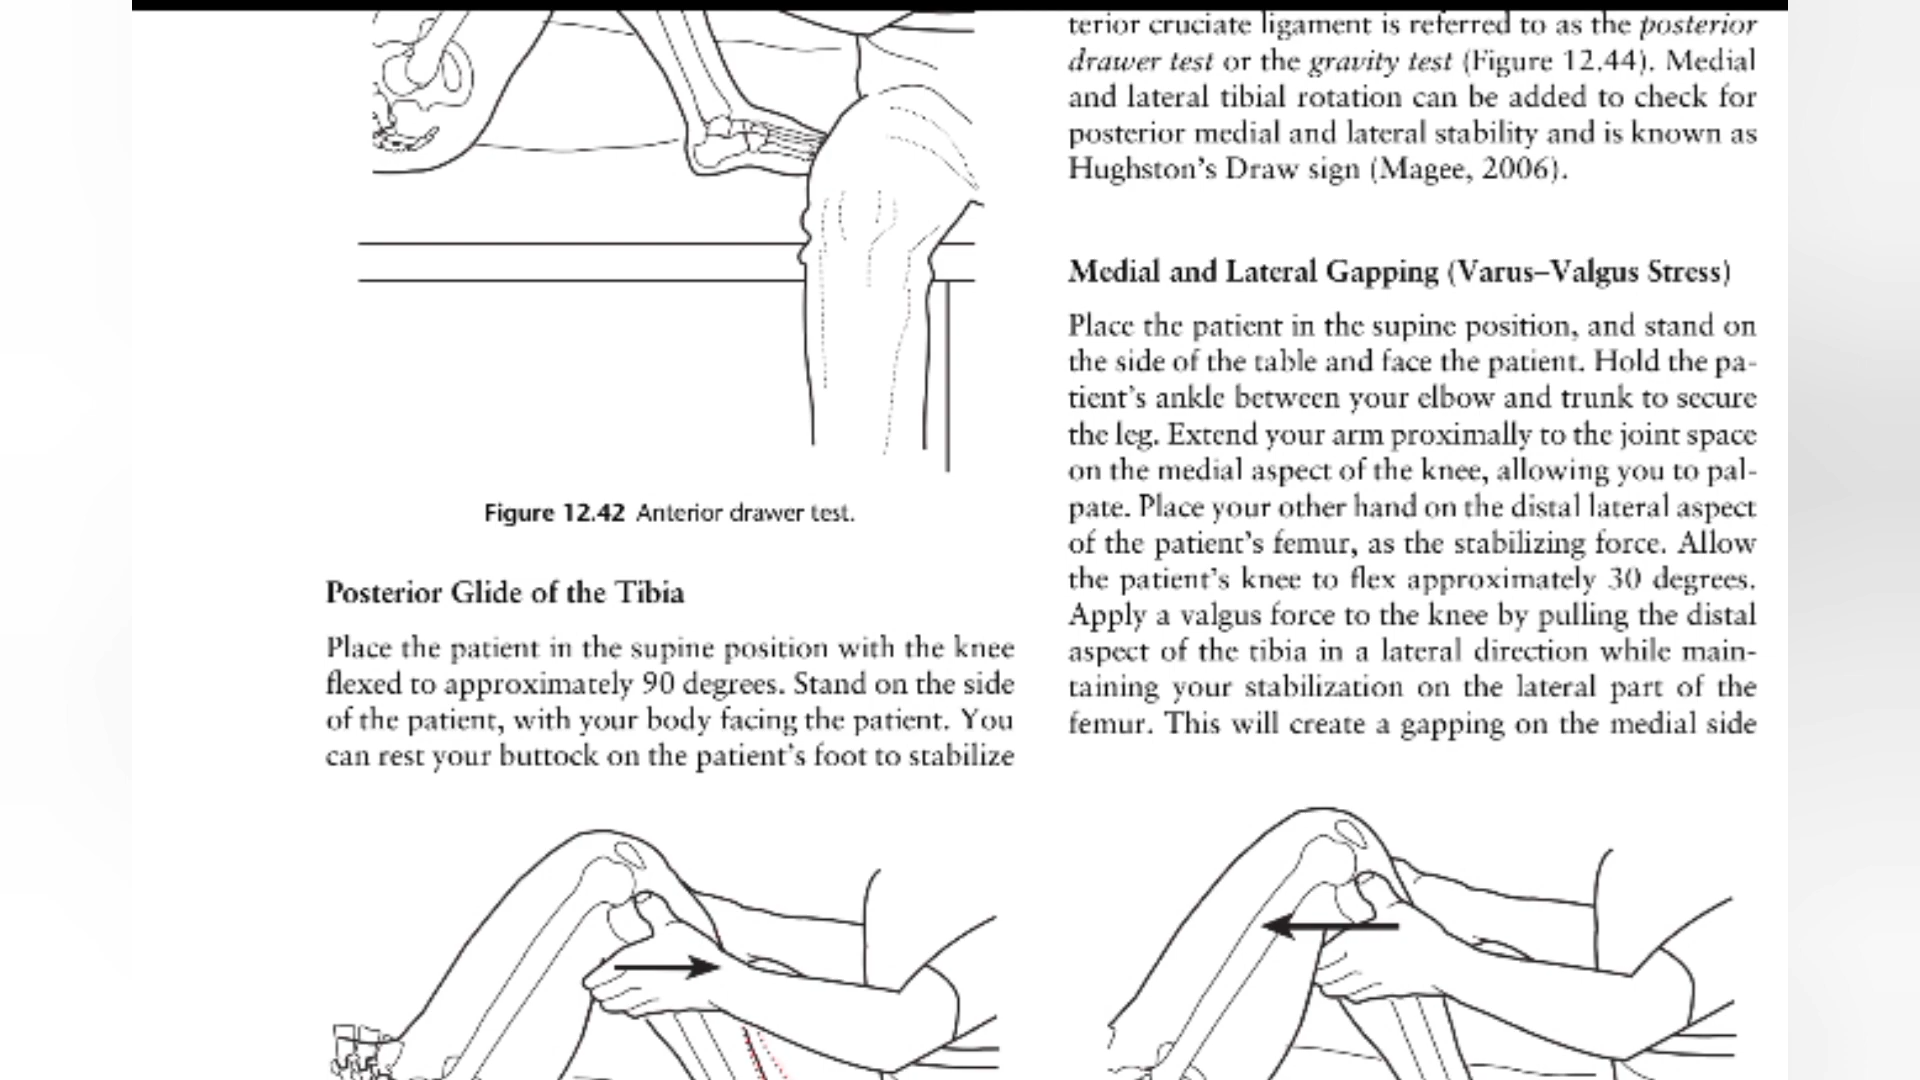 Figure 12.42 Anterior drawer test.
Posterior Glide of the Tibia
Place the patient in the supine position with the knee
flexed to approximately 90 degrees. Stand on the side
of the patient, with your body facing the patient. You
can rest your buttock on the patient's foot to stabilize
terior cruciate ligament is referred to as the posterior
drawer test or the gravity test (Figure 12.44). Medial
and lateral tibial rotation can be added to check for
posterior medial and lateral stability and is known as
Hughston's Draw sign (Magee, 2006).
Medial and Lateral Gapping (Varus–Valgus Stress)
Place the patient in the supine position, and stand on
the side of the table and face the patient. Hold the pa-
tient's ankle between your elbow and trunk to secure
the leg. Extend your arm proximally to the joint space
on the medial aspect of the knee, allowing you to pal-
pate. Place your other hand on the distal lateral aspect
of the patient's femur, as the stabilizing force. Allow
the patient's knee to flex approximately 30 degrees.
Apply a valgus force to the knee by pulling the distal
aspect of the tibia in a lateral direction while main-
taining your stabilization on the lateral part of the
femur. This will create a gapping on the medial side